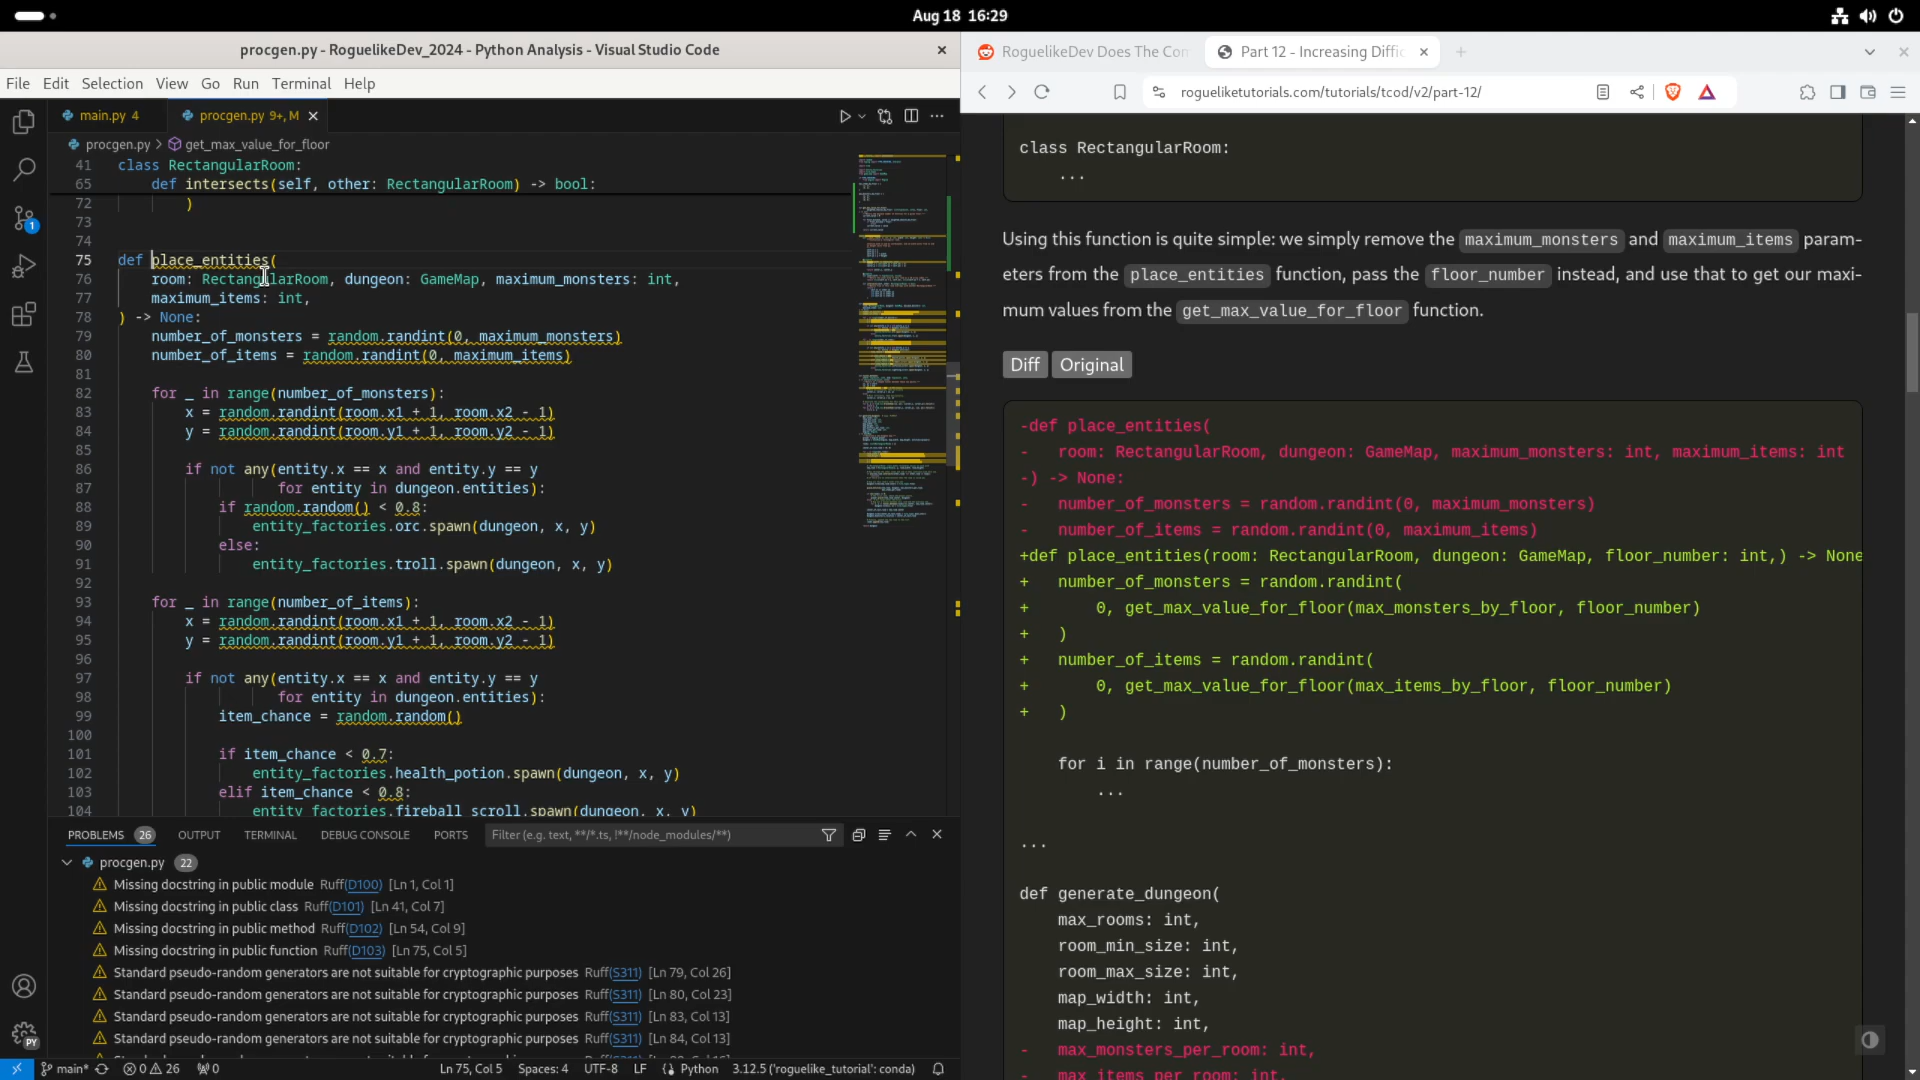 Aug 18 16:29
procgen.py - RoguelikeDev_2024 - Python Analysis - Visual Studio Code
File Edit Selection View Go Run Terminal Help
main.py 4
procgen.py 9+, M
procgen.py > get_max_value_for_floor
41 class RectangularRoom:
65 def intersects(self, other: RectangularRoom) -> bool:
72 )
73
74
75 def place_entities(
76 room: RectangularRoom, dungeon: GameMap, maximum_monsters: int,
77 maximum_items: int,
78 ) -> None:
79 number_of_monsters = random.randint(0, maximum_monsters)
80 number_of_items = random.randint(0, maximum_items)
81
82 for _ in range(number_of_monsters):
83 x = random.randint(room.x1 + 1, room.x2 - 1)
84 y = random.randint(room.y1 + 1, room.y2 - 1)
85
86 if not any(entity.x == x and entity.y == y
87 for entity in dungeon.entities):
88 if random.random() < 0.8:
89 entity_factories.orc.spawn(dungeon, x, y)
90 else:
91 entity_factories.troll.spawn(dungeon, x, y)
92
93 for _ in range(number_of_items):
94 x = random.randint(room.x1 + 1, room.x2 - 1)
95 y = random.randint(room.y1 + 1, room.y2 - 1)
96
97 if not any(entity.x == x and entity.y == y
98 for entity in dungeon.entities):
99 item_chance = random.random()
100
101 if item_chance < 0.7:
102 entity_factories.health_potion.spawn(dungeon, x, y)
103 elif item_chance < 0.8:
104 entity_factories.fireball_scroll.spawn(dungeon, x, y)
PROBLEMS 26 OUTPUT TERMINAL DEBUG CONSOLE PORTS Filter (e.g. text, **/*.ts, !**/node_modules/**)
procgen.py 22
Missing docstring in public module Ruff(D100) [Ln 1, Col 1]
Missing docstring in public class Ruff(D101) [Ln 41, Col 7]
Missing docstring in public method Ruff(D102) [Ln 54, Col 9]
Missing docstring in public function Ruff(D103) [Ln 75, Col 5]
Standard pseudo-random generators are not suitable for cryptographic purposes Ruff(S311) [Ln 79, Col 26]
Standard pseudo-random generators are not suitable for cryptographic purposes Ruff(S311) [Ln 80, Col 23]
Standard pseudo-random generators are not suitable for cryptographic purposes Ruff(S311) [Ln 83, Col 13]
Standard pseudo-random generators are not suitable for cryptographic purposes Ruff(S311) [Ln 84, Col 13]
1
PY
main* 0 26 0 Ln 75, Col 5 Spaces: 4 UTF-8 LF Python 3.12.5 ('roguelike_tutorial': conda)
RoguelikeDev Does The Com
Part 12 - Increasing Diffic
rogueliketutorials.com/tutorials/tcod/v2/part-12/
class RectangularRoom:
...
Using this function is quite simple: we simply remove the maximum_monsters and maximum_items param-
eters from the place_entities function, pass the floor_number instead, and use that to get our maxi-
mum values from the get_max_value_for_floor function.
Diff Original
-def place_entities(
- room: RectangularRoom, dungeon: GameMap, maximum_monsters: int, maximum_items: int
-) -> None:
- number_of_monsters = random.randint(0, maximum_monsters)
- number_of_items = random.randint(0, maximum_items)
+def place_entities(room: RectangularRoom, dungeon: GameMap, floor_number: int,) -> None
+ number_of_monsters = random.randint(
+ 0, get_max_value_for_floor(max_monsters_by_floor, floor_number)
+ )
+ number_of_items = random.randint(
+ 0, get_max_value_for_floor(max_items_by_floor, floor_number)
+ )
for i in range(number_of_monsters):
...
...
def generate_dungeon(
max_rooms: int,
room_min_size: int,
room_max_size: int,
map_width: int,
map_height: int,
- max_monsters_per_room: int,
- max_items_per_room: int,